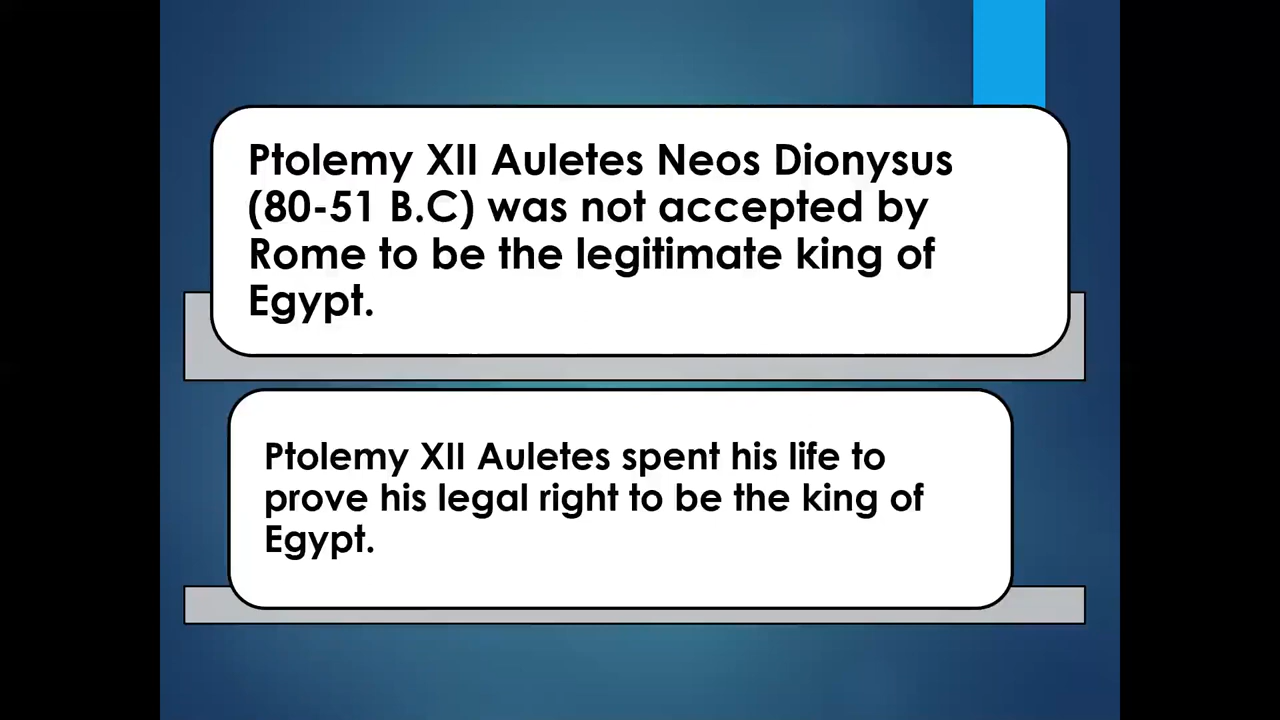 Ptolemy XII Auletes Neos Dionysus
(80-51 B.C) was not accepted by
Rome to be the legitimate king of
Egypt.
Ptolemy XII Auletes spent his life to
prove his legal right to be the king of
Egypt.